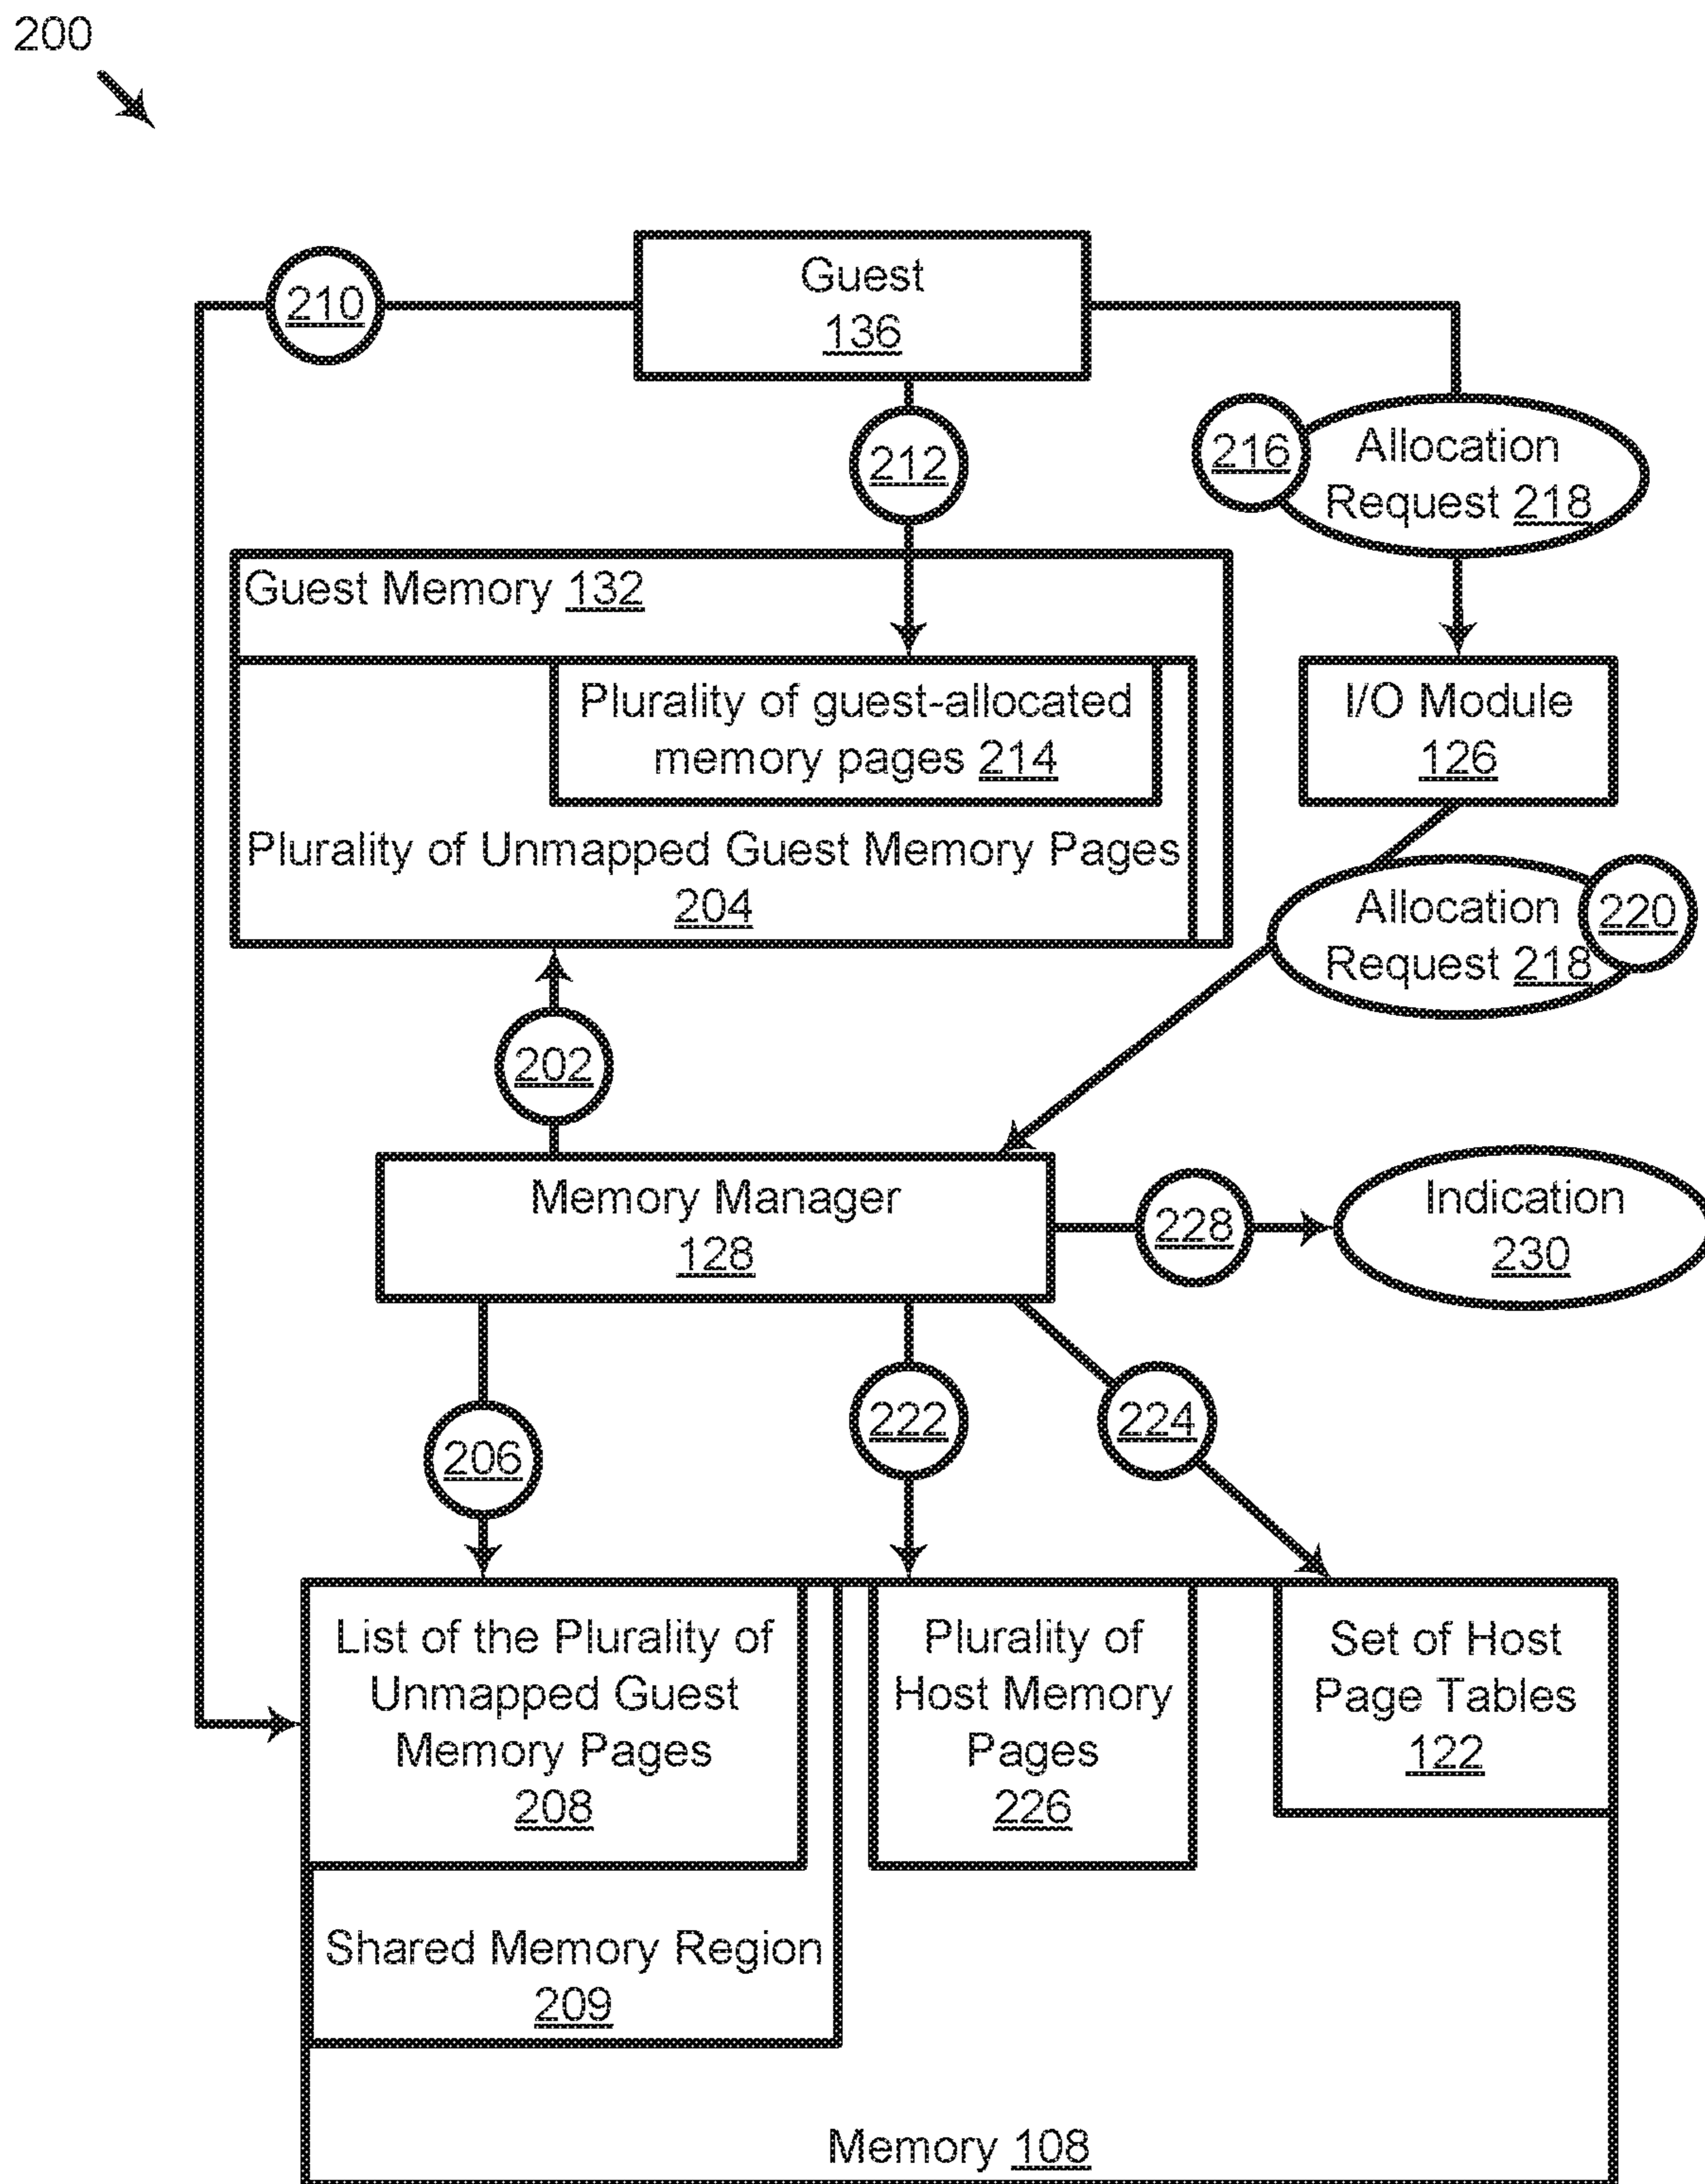 200
Guest
136
210
212
216
Allocation
Request 218
Guest Memory 132
Plurality of guest-allocated
memory pages 214
I/O Module
126
Plurality of Unmapped Guest Memory Pages
204
Allocation
Request 218
220
202
Memory Manager
128
228
Indication
230
206
222
224
List of the Plurality of
Unmapped Guest
Memory Pages
208
Plurality of
Host Memory
Pages
226
Set of Host
Page Tables
122
Shared Memory Region
209
Memory 108